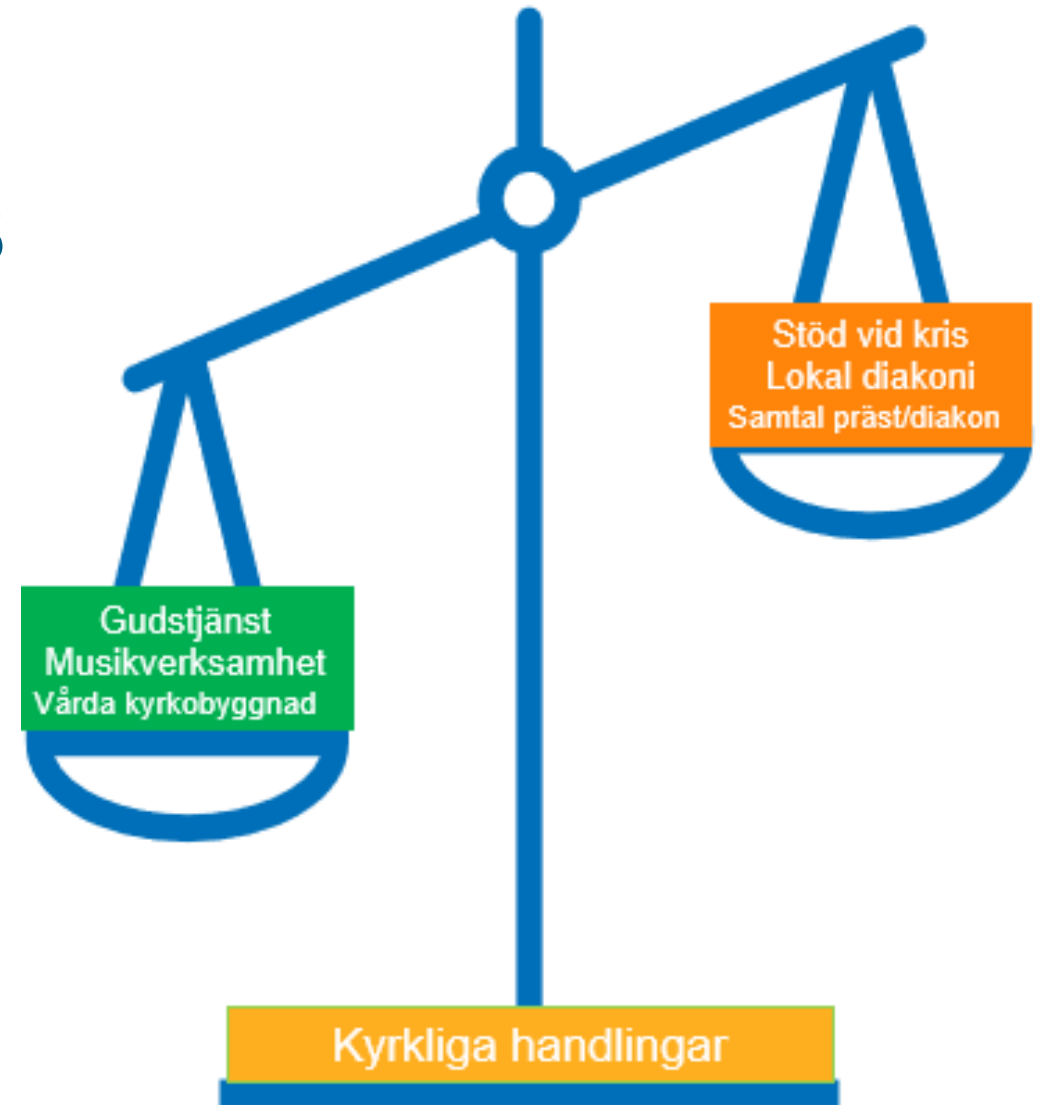 Stöd vid kris
Lokal diakoni
Samtal präst/diakon
Gudstjänst
Musikverksamhet
Vårda kyrkobyggnad
Kyrkliga handlingar